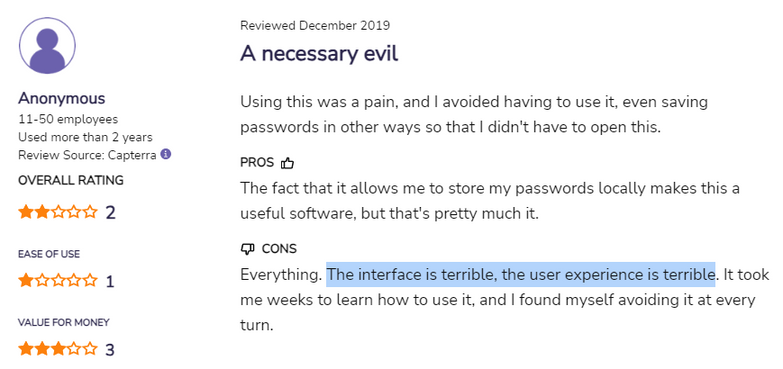 Anonymous
11-50 employees
Used more than 2 years
Review Source: Capterra
OVERALL RATING
2
EASE OF USE
1
VALUE FOR MONEY
3
Reviewed December 2019
A necessary evil
Using this was a pain, and I avoided having to use it, even saving
passwords in other ways so that I didn't have to open this.
PROS
The fact that it allows me to store my passwords locally makes this a
useful software, but that's pretty much it.
CONS
Everything. The interface is terrible, the user experience is terrible. It took
me weeks to learn how to use it, and I found myself avoiding it at every
turn.